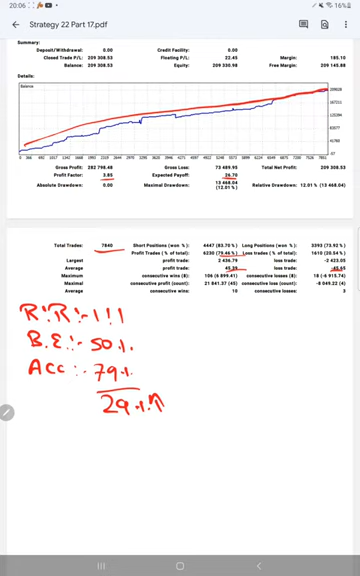 20:06
16%
Strategy 22 Part 17.pdf
Summary:
Deposit/Withdrawal: 0.00 Credit Facility: 0.00
Closed Trade P/L: 209 308.53 Floating P/L: 22.45 Margin: 185.10
Balance: 209 308.53 Equity: 209 330.98 Free Margin: 209 145.88
Details:
Balance
Gross Profit: 282 798.48 Gross Loss: 73 489.95 Total Net Profit: 209 308.53
Profit Factor: 3.85 Expected Payoff: 26.70
Absolute Drawdown: 0.00 Maximal Drawdown: 13 468.04 (12.01%) Relative Drawdown: 12.01% (13 468.04)
Total Trades: 7840 Short Positions (won %): 4447 (83.70%) Long Positions (won %): 3393 (73.92%)
Profit Trades (% of total): 6230 (79.46%) Loss trades (% of total): 1610 (20.54%)
Largest profit trade: 2 436.79 loss trade: -2 423.05
Average profit trade: 45.39 loss trade: -45.65
Maximum consecutive wins ($): 106 (6 899.41) consecutive losses ($): 18 (-6 915.74)
Maximal consecutive profit (count): 21 841.37 (45) consecutive loss (count): -8 049.22 (4)
Average consecutive wins: 10 consecutive losses: 3
R:R:- 1:1
B.E:- 50%
Acc:- 79%
29%↑